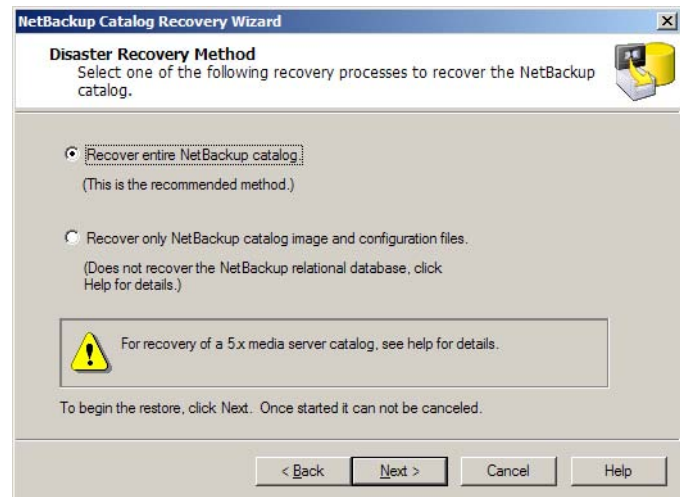 NetBackup Catalog Recovery Wizard
Disaster Recovery Method
Select one of the following recovery processes to recover the NetBackup
catalog.
Recover entire NetBackup catalog.
(This is the recommended method.)
Recover only NetBackup catalog image and configuration files.
(Does not recover the NetBackup relational database, click
Help for details.)
For recovery of a 5.x media server catalog, see help for details.
To begin the restore, click Next. Once started it can not be canceled.
< Back Next > Cancel Help